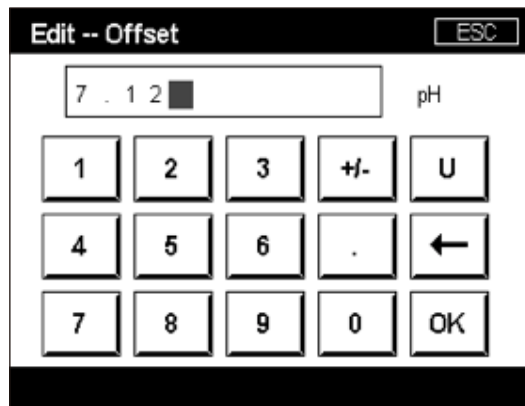 Edit -- Offset ESC
7 . 1 2 pH
1 2 3 +/- U
4 5 6 . ←
7 8 9 0 OK